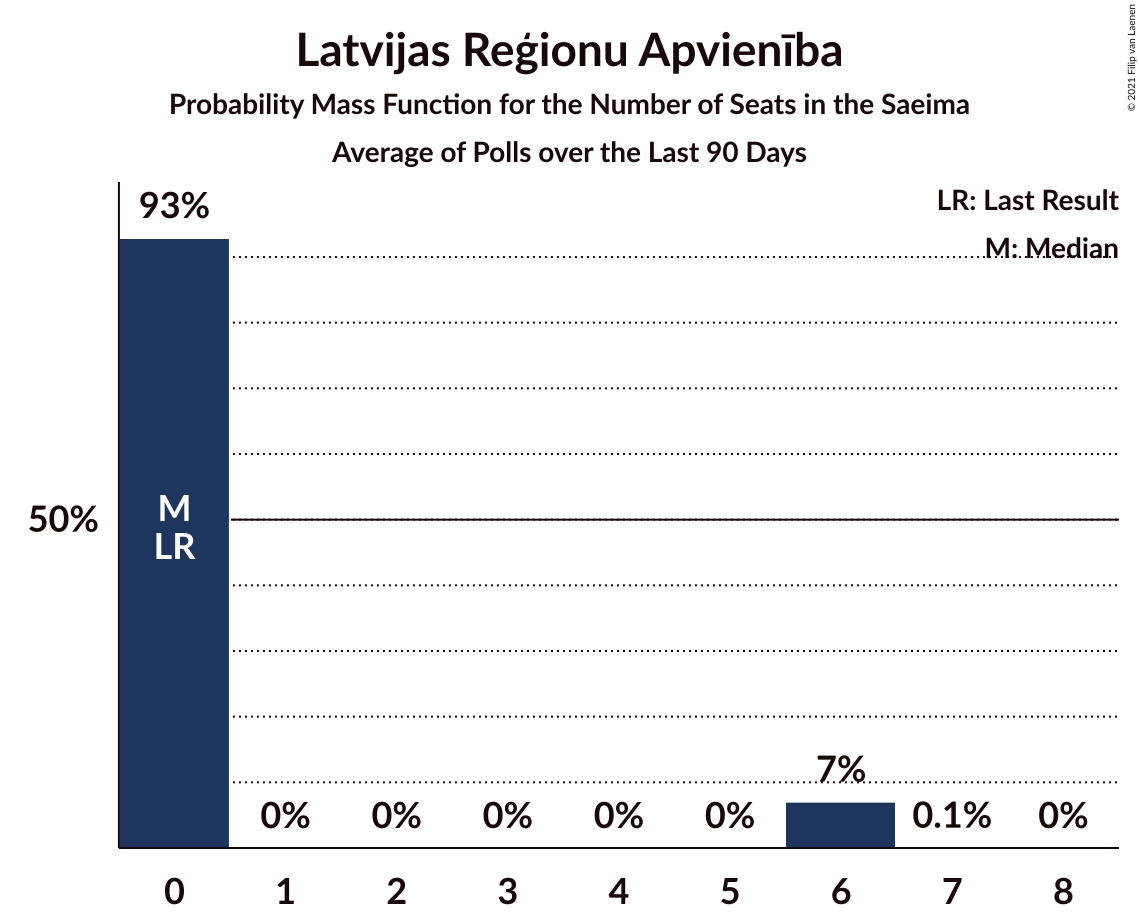 Latvijas Reģionu Apvienība
Probability Mass Function for the Number of Seats in the Saeima
Average of Polls over the Last 90 Days
© 2021 Filip van Laenen
LR: Last Result
M: Median
93%
50%
M
LR
0%
0%
0%
0%
0%
7%
0.1%
0%
0
1
2
3
4
5
6
7
8